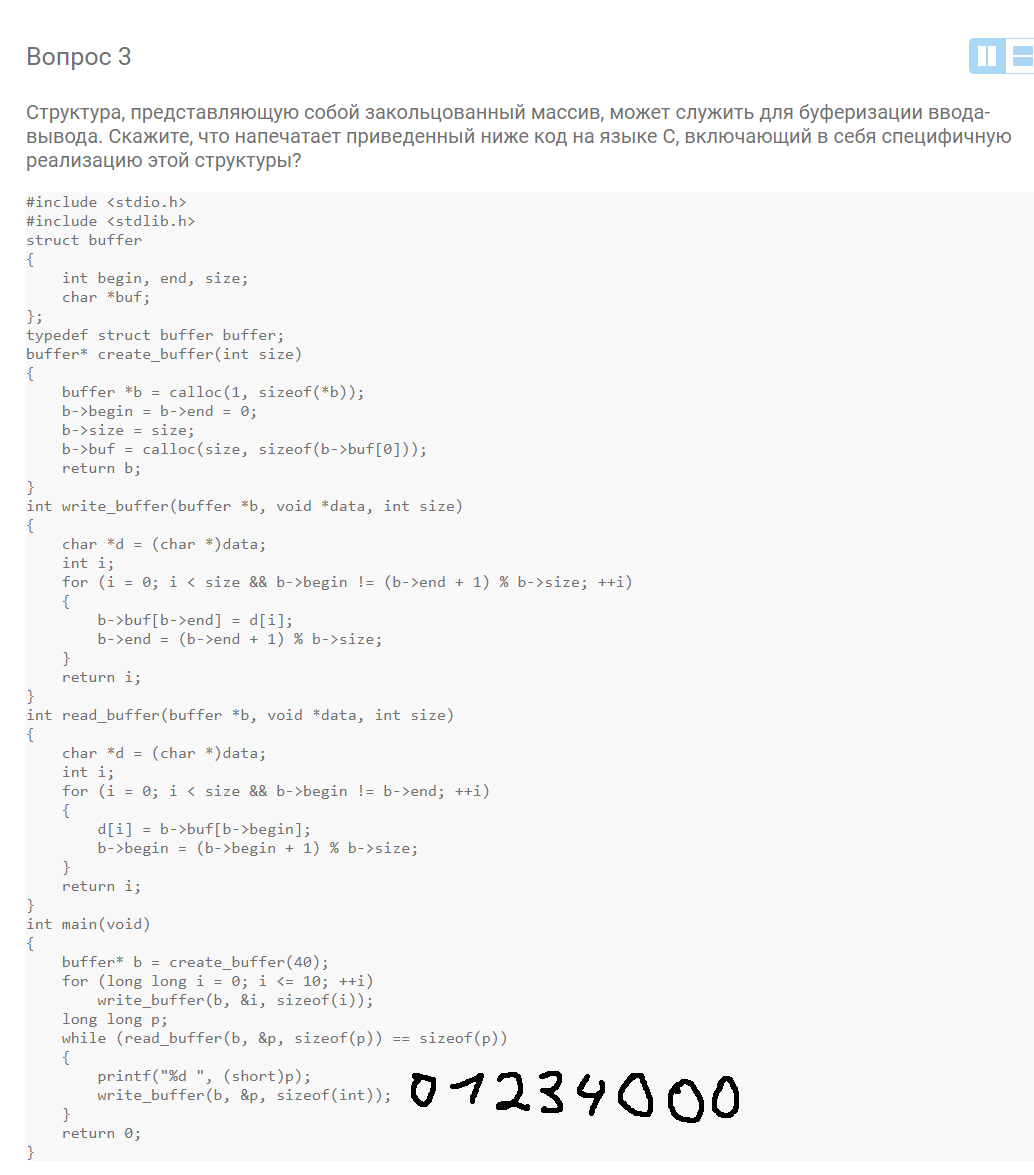 Вопрос 3
Структура, представляющую собой закольцованный массив, может служить для буферизации ввода-
вывода. Скажите, что напечатает приведенный ниже код на языке C, включающий в себя специфичную
реализацию этой структуры?
#include <stdio.h>
#include <stdlib.h>
struct buffer
{
    int begin, end, size;
    char *buf;
};
typedef struct buffer buffer;
buffer* create_buffer(int size)
{
    buffer *b = calloc(1, sizeof(*b));
    b->begin = b->end = 0;
    b->size = size;
    b->buf = calloc(size, sizeof(b->buf[0]));
    return b;
}
int write_buffer(buffer *b, void *data, int size)
{
    char *d = (char *)data;
    int i;
    for (i = 0; i < size && b->begin != (b->end + 1) % b->size; ++i)
    {
        b->buf[b->end] = d[i];
        b->end = (b->end + 1) % b->size;
    }
    return i;
}
int read_buffer(buffer *b, void *data, int size)
{
    char *d = (char *)data;
    int i;
    for (i = 0; i < size && b->begin != b->end; ++i)
    {
        d[i] = b->buf[b->begin];
        b->begin = (b->begin + 1) % b->size;
    }
    return i;
}
int main(void)
{
    buffer* b = create_buffer(40);
    for (long long i = 0; i <= 10; ++i)
        write_buffer(b, &i, sizeof(i));
    long long p;
    while (read_buffer(b, &p, sizeof(p)) == sizeof(p))
    {
        printf("%d ", (short)p);
        write_buffer(b, &p, sizeof(int)); 01234000
    }
    return 0;
}